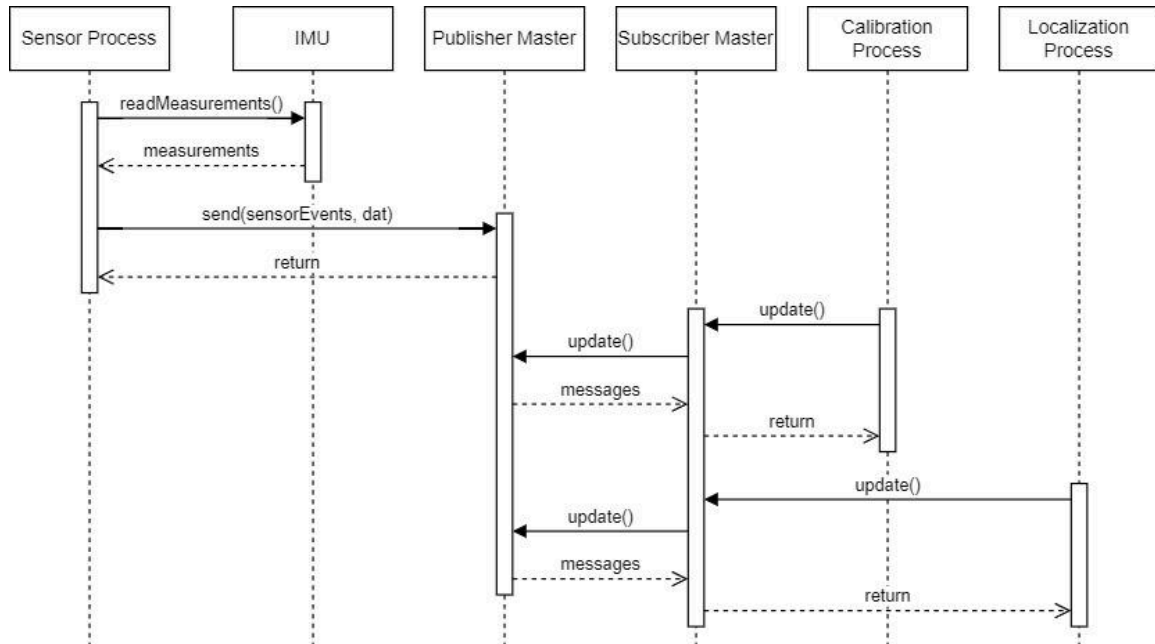 Sensor Process
IMU
Publisher Master
Subscriber Master
Calibration
Process
Localization
Process
readMeasurements()
measurements
send(sensorEvents, dat)
return
update()
update()
messages
return
update()
update()
messages
return